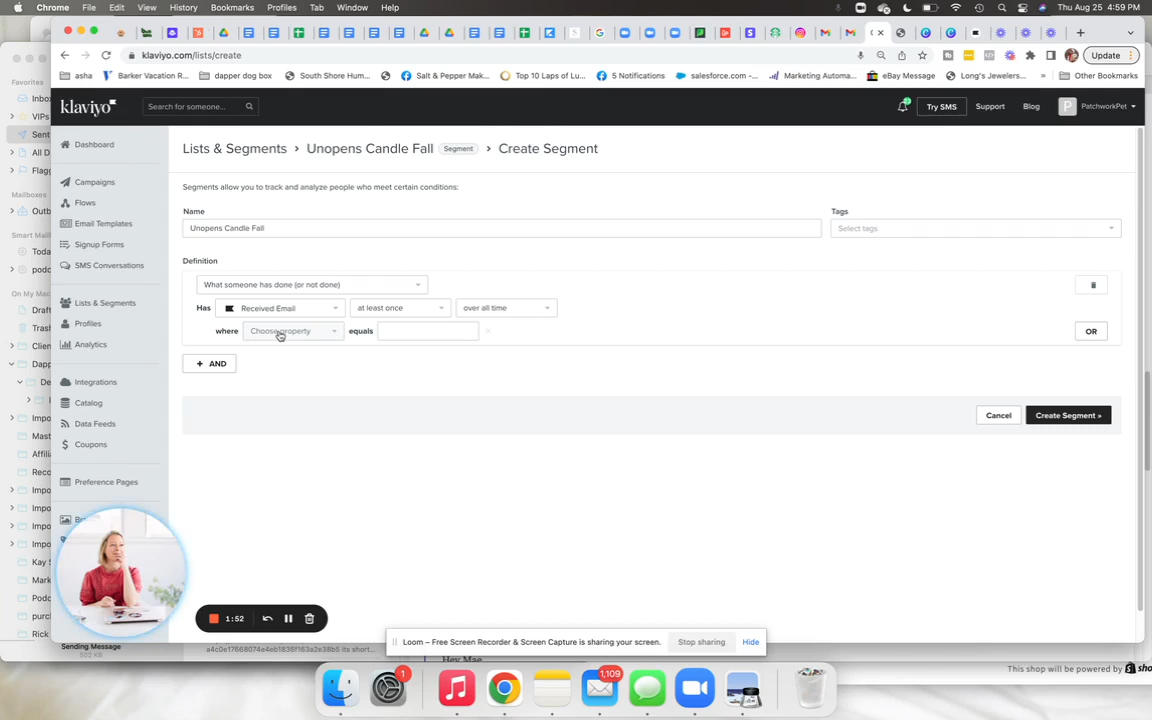 Chrome File Edit View History Bookmarks Profiles Tab Window Help Thu Aug 25 4:59 PM
klaviyo.com/lists/create Update
asha Barker Vacation R... dapper dog box South Shore Hum... Salt & Pepper Mak... Top 10 Laps of Lu... 5 Notifications salesforce.com -... Marketing Automa... eBay Message Long's Jewelers... Other Bookmarks
Favorites
Inbo
VIPs
Sent
All D
Flagg
Mailboxes
Outb
Smart Mail
Toda
podc
On My Mac
Draft
Trash
Clien
Dapp
De
Impo
Mast
Affilia
Reco
Impo
Impo
Impo
Impo
Kay S
Mark
Podc
purc
Rick
Sending Message
klaviyo
Search for someone...
Try SMS Support Blog P PatchworkPet
Dashboard
Campaigns
Flows
Email Templates
Signup Forms
SMS Conversations
Lists & Segments
Profiles
Analytics
Integrations
Catalog
Data Feeds
Coupons
Preference Pages
Lists & Segments › Unopens Candle Fall Segment › Create Segment
Segments allow you to track and analyze people who meet certain conditions:
Name Tags
Unopens Candle Fall Select tags
Definition
What someone has done (or not done)
Has Received Email at least once over all time
where Choose property equals OR
+ AND
Cancel Create Segment »
1:52
Loom – Free Screen Recorder & Screen Capture is sharing your screen. Stop sharing Hide
Hey Mae
This shop will be powered by
1
1,109